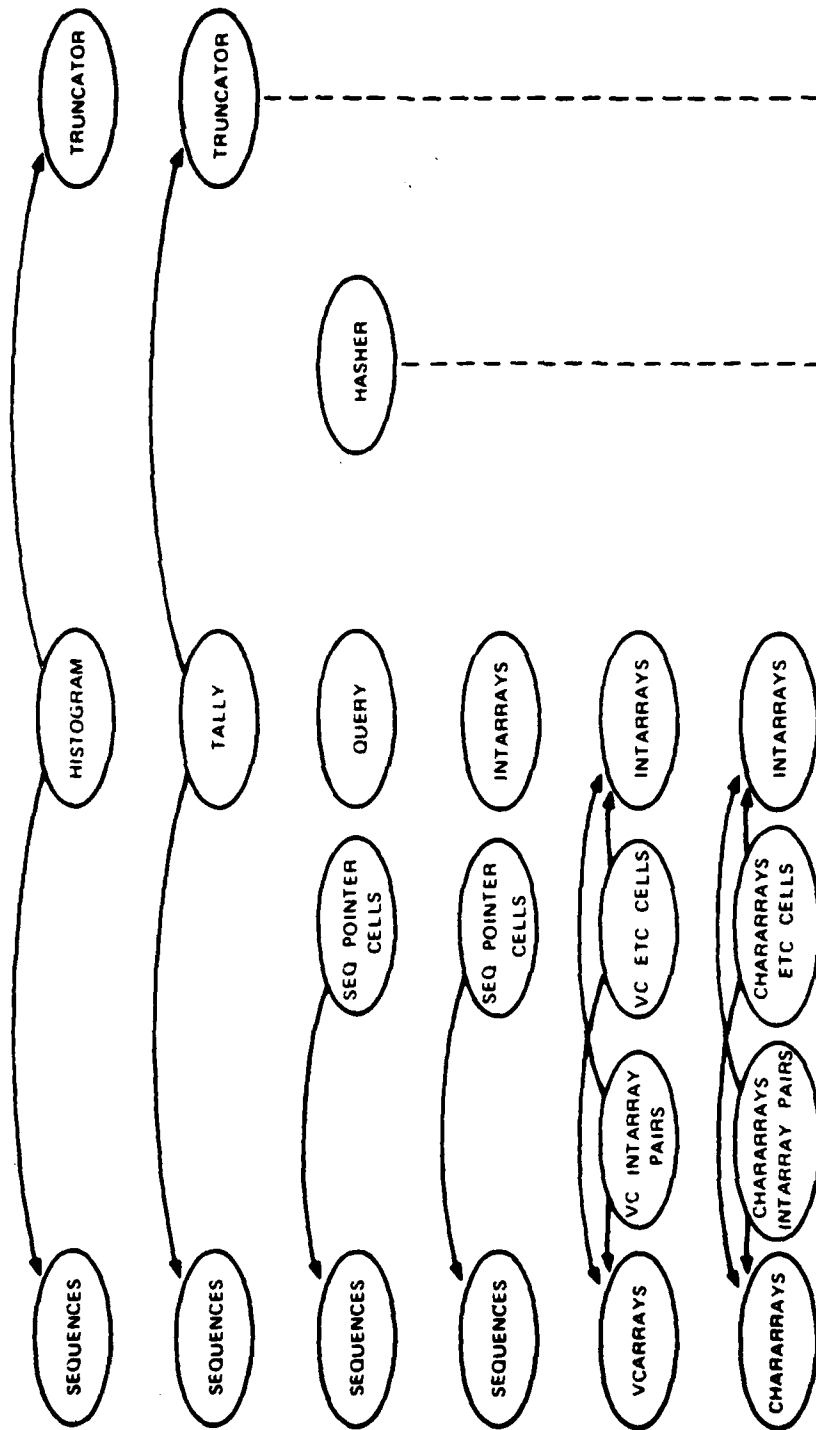 SEQUENCES
HISTOGRAM
TRUNCATOR
SEQUENCES
TALLY
TRUNCATOR
SEQUENCES
SEQ POINTER
CELLS
QUERY
HASHER
SEQUENCES
SEQ POINTER
CELLS
INTARRAYS
VCARRAYS
VC INTARRAY
PAIRS
VC ETC CELLS
INTARRAYS
CHARARRAYS
CHARARRAYS
INTARRAY PAIRS
CHARARRAYS
ETC CELLS
INTARRAYS